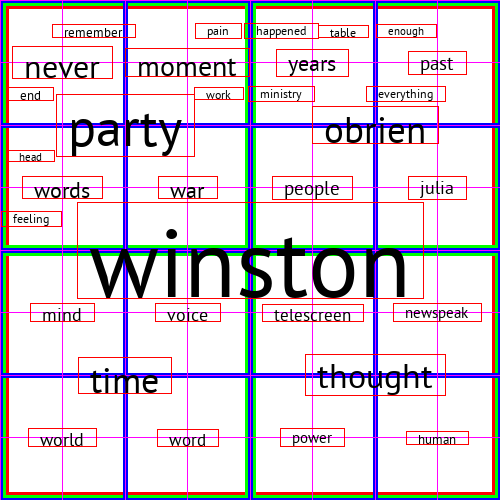 remember pain happened table enough
never moment years past
end work ministry everything
party obrien
head
words war people julia
feeling
winston
mind voice telescreen newspeak
time thought
world word power human